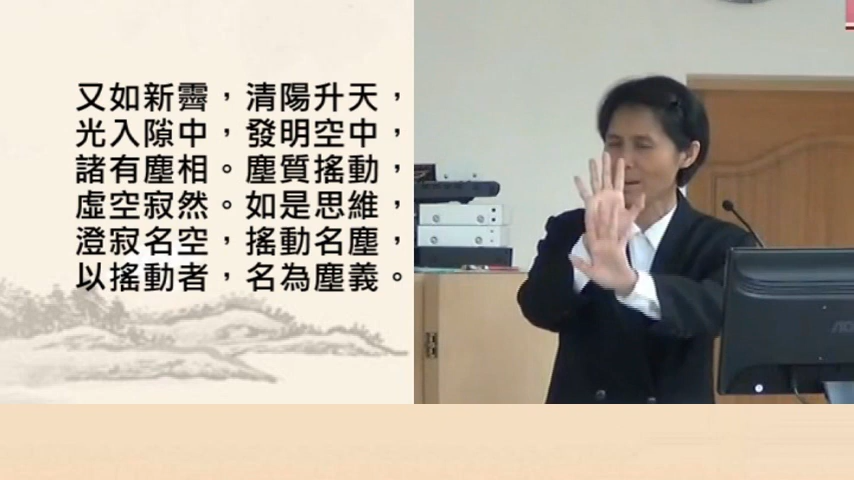 又如新霽，清陽升天，
光入隙中，發明空中，
諸有塵相。塵質搖動，
虛空寂然。如是思維，
澄寂名空，搖動名塵，
以搖動者，名為塵義。
AOC